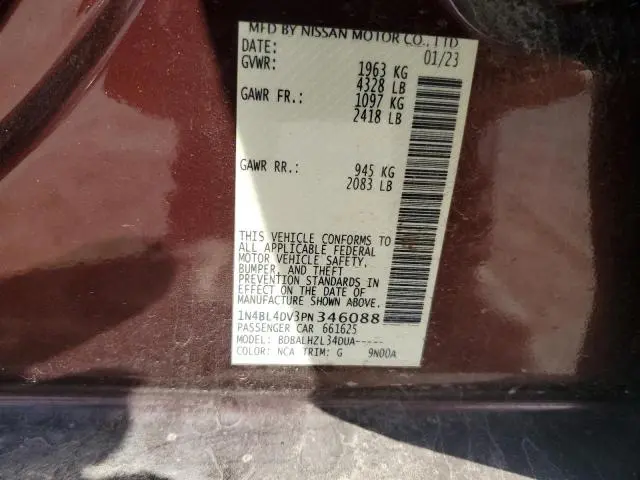 MFD BY NISSAN MOTOR CO., LTD
DATE: 01/23
GVWR: 1963 KG
4328 LB
GAWR FR.: 1097 KG
2418 LB
GAWR RR.: 945 KG
2083 LB
THIS VEHICLE CONFORMS TO
ALL APPLICABLE FEDERAL
MOTOR VEHICLE SAFETY,
BUMPER, AND THEFT
PREVENTION STANDARDS IN
EFFECT ON THE DATE OF
MANUFACTURE SHOWN ABOVE.
1N4BL4DV3PN346088
PASSENGER CAR 661625
MODEL: BDBALHZL34DUA-----
COLOR: NCA TRIM: G 9N00A